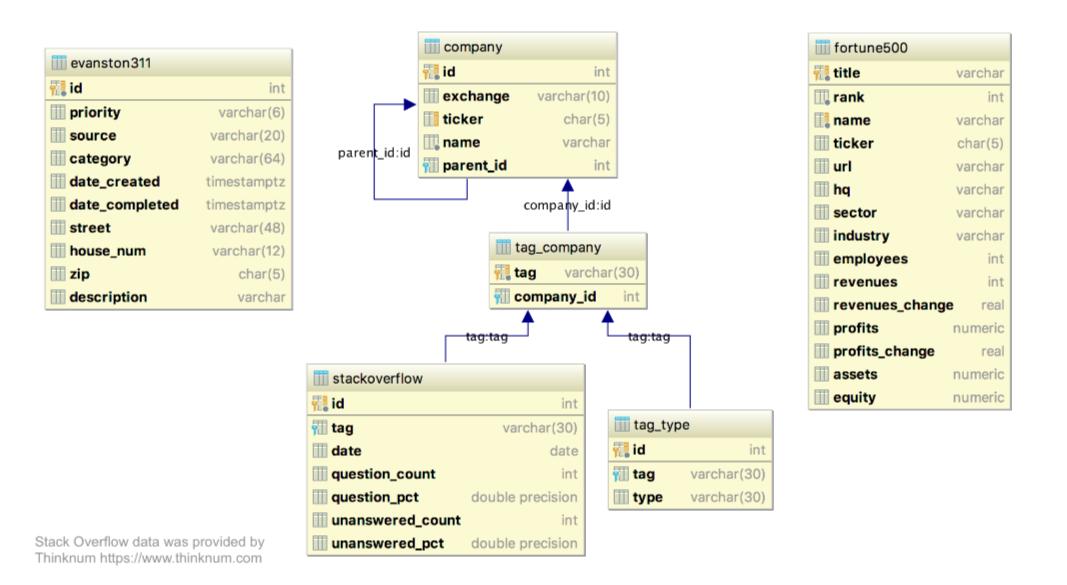 evanston311
id int
priority varchar(6)
source varchar(20)
category varchar(64)
date_created timestamptz
date_completed timestamptz
street varchar(48)
house_num varchar(12)
zip char(5)
description varchar
company
id int
exchange varchar(10)
ticker char(5)
name varchar
parent_id int
parent_id:id
company_id:id
tag_company
tag varchar(30)
company_id int
tag:tag
tag:tag
stackoverflow
id int
tag varchar(30)
date date
question_count int
question_pct double precision
unanswered_count int
unanswered_pct double precision
tag_type
id int
tag varchar(30)
type varchar(30)
fortune500
title varchar
rank int
name varchar
ticker char(5)
url varchar
hq varchar
sector varchar
industry varchar
employees int
revenues int
revenues_change real
profits numeric
profits_change real
assets numeric
equity numeric
Stack Overflow data was provided by
Thinknum https://www.thinknum.com